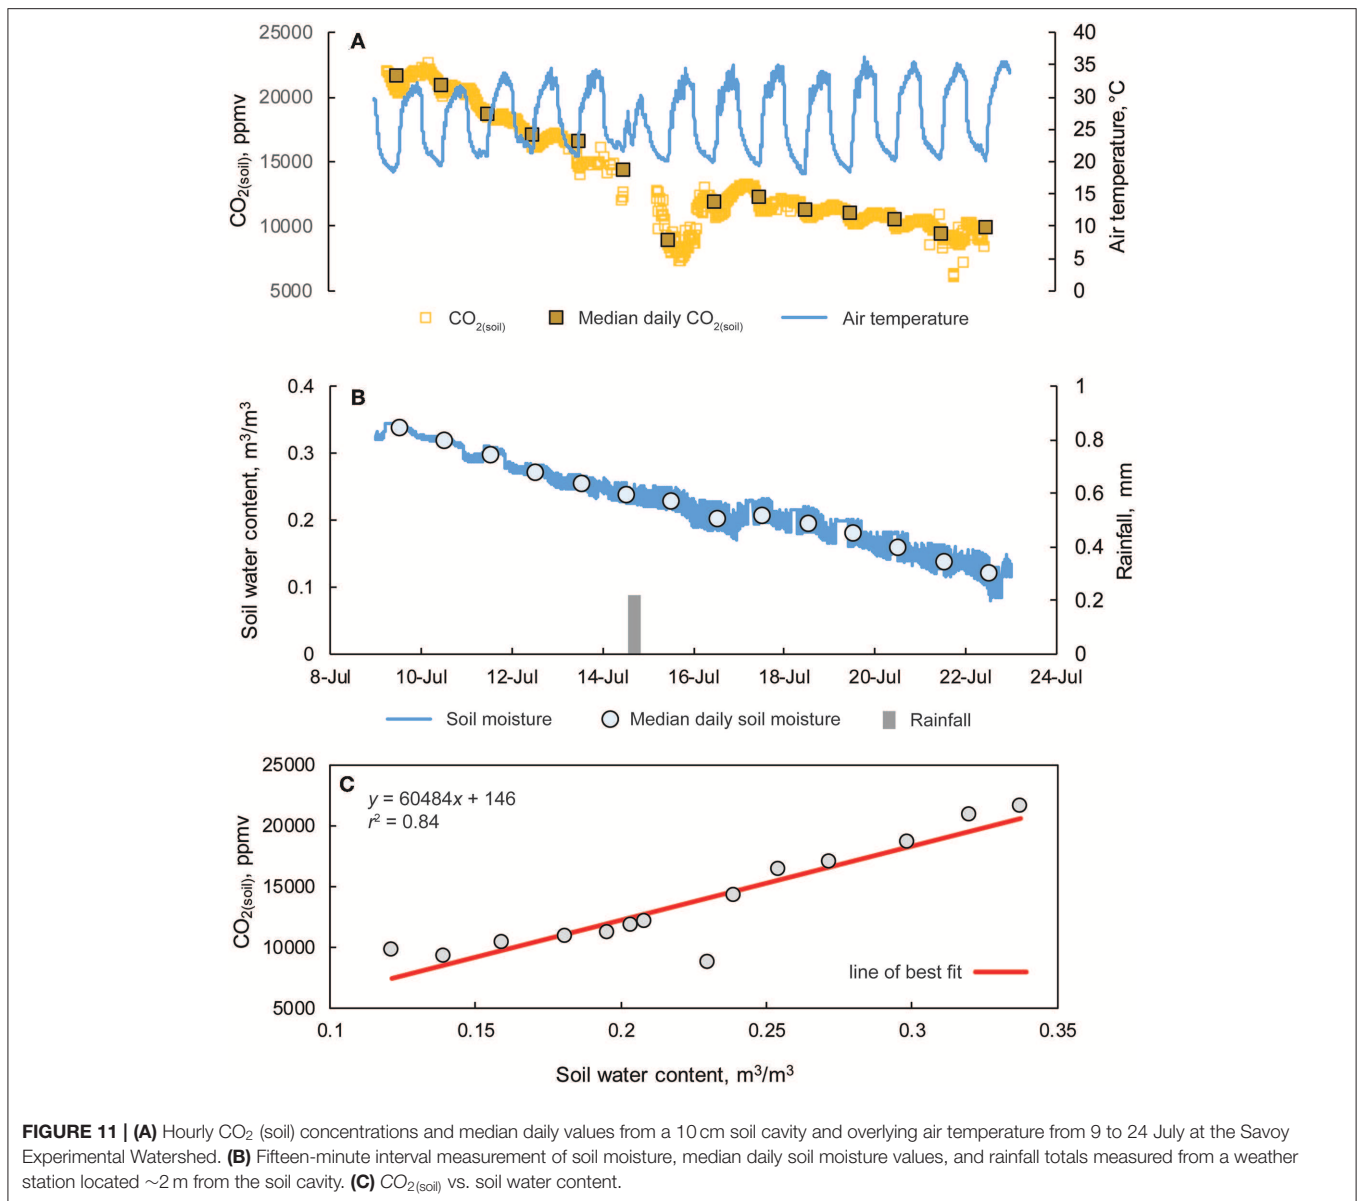 A
25000
20000
15000
10000
5000
CO2(soil), ppmv
40
35
30
25
20
15
10
5
0
Air temperature, °C
CO2(soil) Median daily CO2(soil) Air temperature
B
0.4
0.3
0.2
0.1
0
Soil water content, m³/m³
1
0.8
0.6
0.4
0.2
0
Rainfall, mm
8-Jul 10-Jul 12-Jul 14-Jul 16-Jul 18-Jul 20-Jul 22-Jul 24-Jul
Soil moisture Median daily soil moisture Rainfall
C
y = 60484x + 146
r² = 0.84
25000
20000
15000
10000
5000
CO2(soil), ppmv
line of best fit
0.1 0.15 0.2 0.25 0.3 0.35
Soil water content, m³/m³
FIGURE 11 | (A) Hourly CO2 (soil) concentrations and median daily values from a 10 cm soil cavity and overlying air temperature from 9 to 24 July at the Savoy
Experimental Watershed. (B) Fifteen-minute interval measurement of soil moisture, median daily soil moisture values, and rainfall totals measured from a weather
station located ~2 m from the soil cavity. (C) CO2(soil) vs. soil water content.